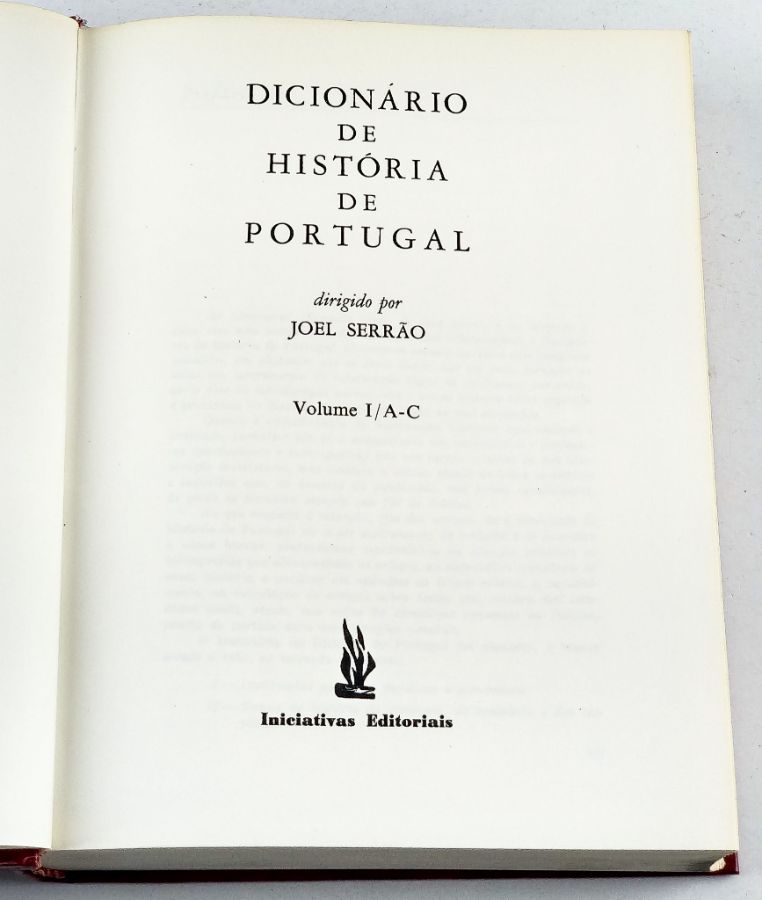 DICIONÁRIO
DE
HISTÓRIA
DE
PORTUGAL
dirigido por
JOEL SERRÃO
Volume I/A-C
Iniciativas Editoriais